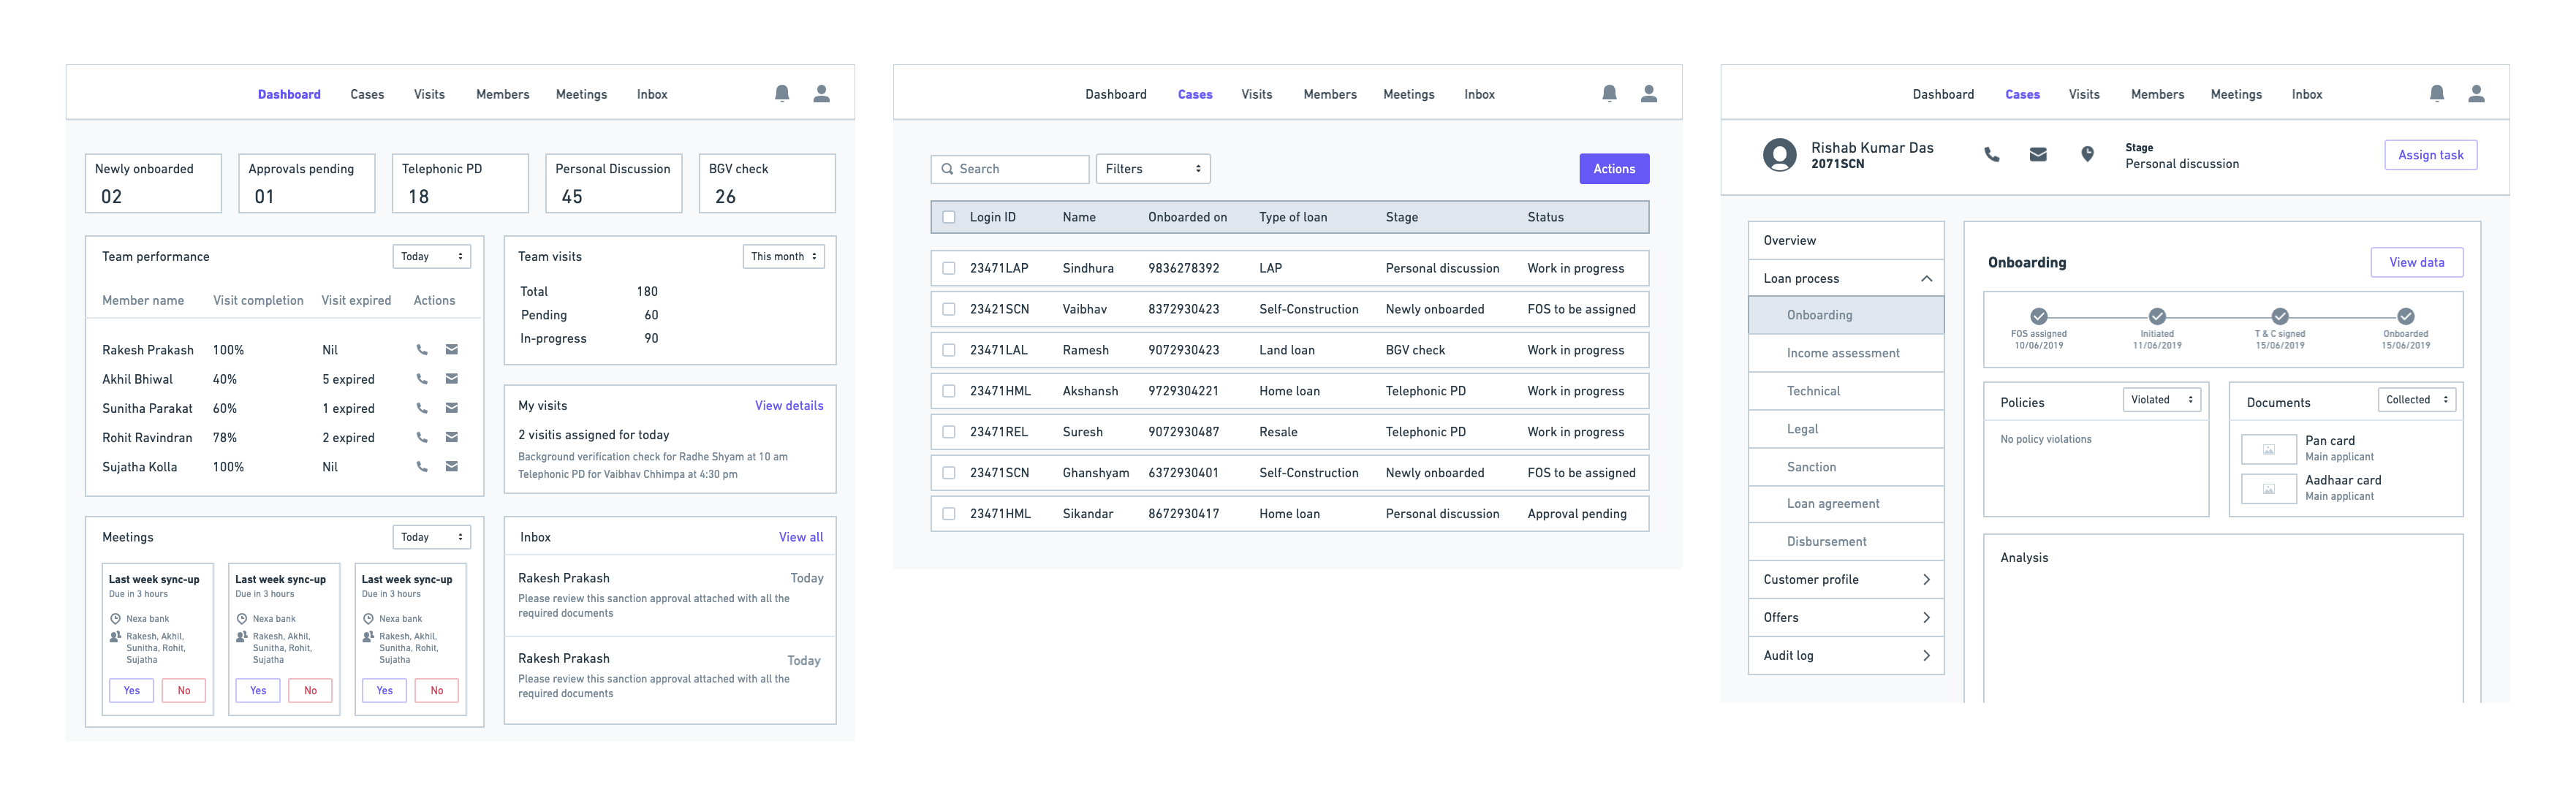 Dashboard Cases Visits Members Meetings Inbox
Newly onboarded
02
Approvals pending
01
Telephonic PD
18
Personal Discussion
45
BGV check
26
Team performance Today
Member name Visit completion Visit expired Actions
Rakesh Prakash 100% Nil
Akhil Bhiwal 40% 5 expired
Sunitha Parakat 60% 1 expired
Rohit Ravindran 78% 2 expired
Sujatha Kolla 100% Nil
Team visits This month
Total 180
Pending 60
In-progress 90
My visits View details
2 visitis assigned for today
Background verification check for Radhe Shyam at 10 am
Telephonic PD for Vaibhav Chhimpa at 4:30 pm
Meetings Today
Last week sync-up
Due in 3 hours
Nexa bank
Rakesh, Akhil,
Sunitha, Rohit,
Sujatha
Yes No
Last week sync-up
Due in 3 hours
Nexa bank
Rakesh, Akhil,
Sunitha, Rohit,
Sujatha
Yes No
Last week sync-up
Due in 3 hours
Nexa bank
Rakesh, Akhil,
Sunitha, Rohit,
Sujatha
Yes No
Inbox View all
Rakesh Prakash Today
Please review this sanction approval attached with all the
required documents
Rakesh Prakash Today
Please review this sanction approval attached with all the
required documents
Dashboard Cases Visits Members Meetings Inbox
Search Filters Actions
Login ID Name Onboarded on Type of loan Stage Status
23471LAP Sindhura 9836278392 LAP Personal discussion Work in progress
23421SCN Vaibhav 8372930423 Self-Construction Newly onboarded FOS to be assigned
23471LAL Ramesh 9072930423 Land loan BGV check Work in progress
23471HML Akshansh 9729304221 Home loan Telephonic PD Work in progress
23471REL Suresh 9072930487 Resale Telephonic PD Work in progress
23471SCN Ghanshyam 6372930401 Self-Construction Newly onboarded FOS to be assigned
23471HML Sikandar 8672930417 Home loan Personal discussion Approval pending
Dashboard Cases Visits Members Meetings Inbox
Rishab Kumar Das
2071SCN
Stage
Personal discussion
Assign task
Overview
Loan process
Onboarding
Income assessment
Technical
Legal
Sanction
Loan agreement
Disbursement
Customer profile
Offers
Audit log
Onboarding View data
FOS assigned
10/06/2019
Initiated
11/06/2019
T & C signed
15/06/2019
Onboarded
15/06/2019
Policies Violated
No policy violations
Documents Collected
Pan card
Main applicant
Aadhaar card
Main applicant
Analysis